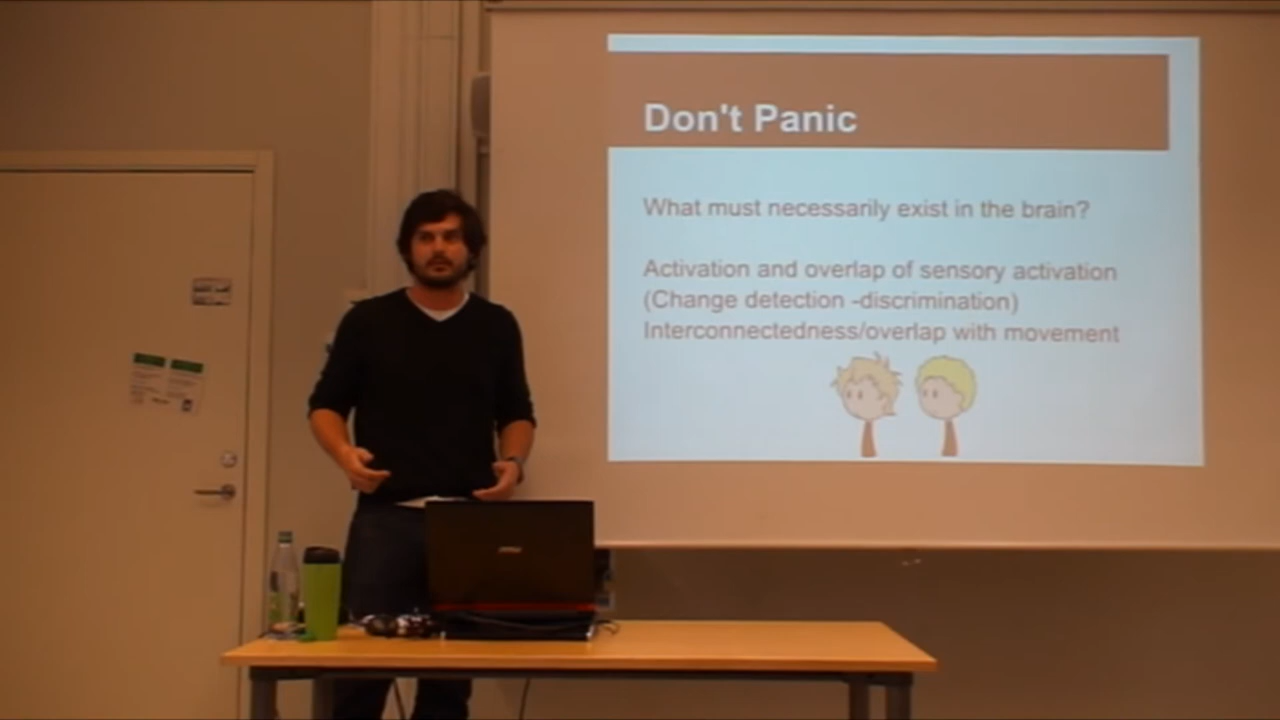 Don't Panic
What must necessarily exist in the brain?
Activation and overlap of sensory activation
(Change detection -discrimination)
Interconnectedness/overlap with movement